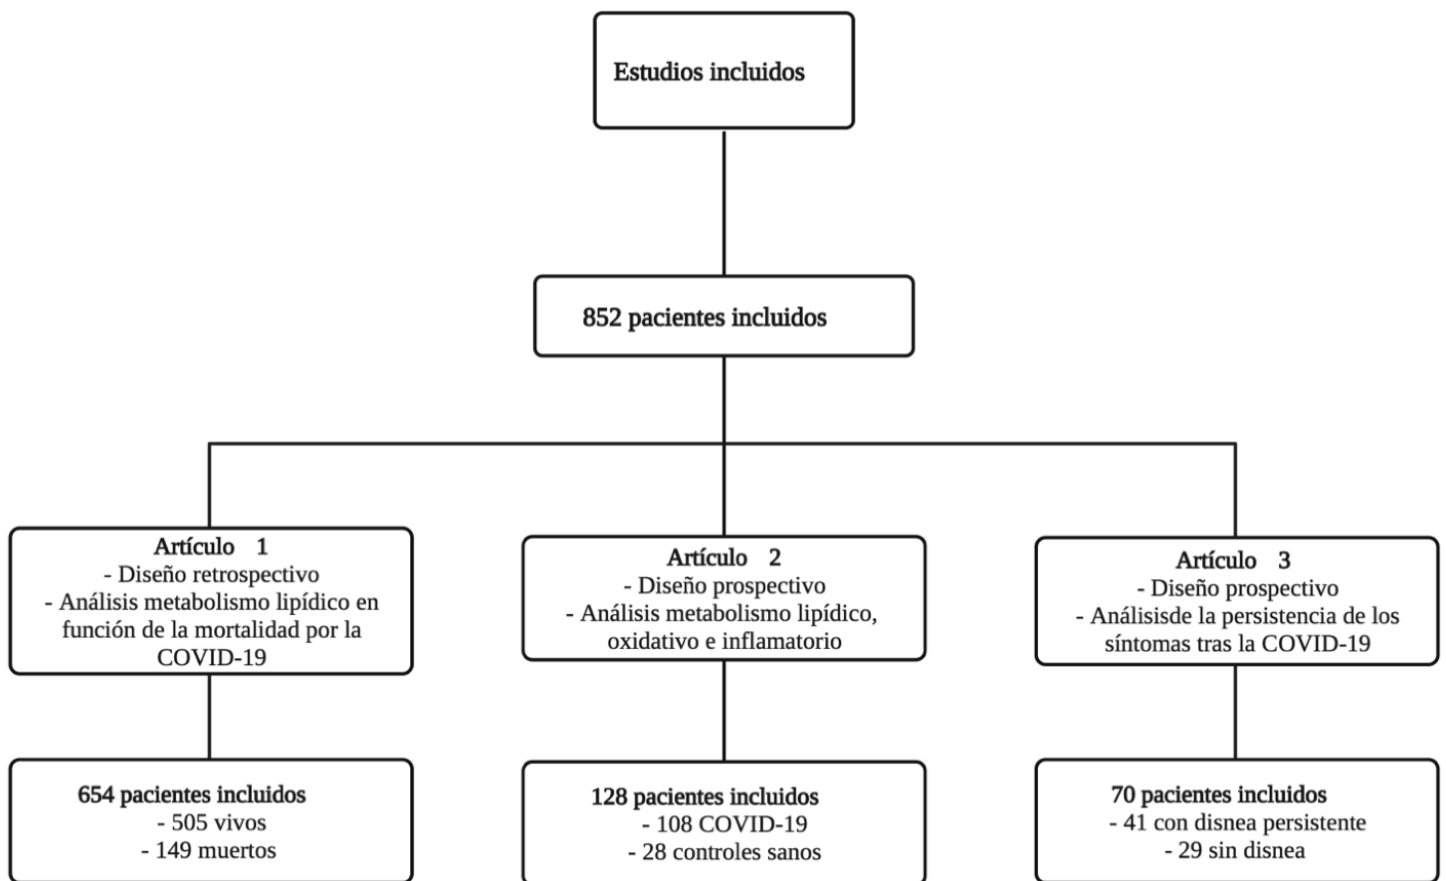 Estudios incluidos
852 pacientes incluidos
Artículo 1
- Diseño retrospectivo
- Análisis metabolismo lipídico en
función de la mortalidad por la
COVID-19
Artículo 2
- Diseño prospectivo
- Análisis metabolismo lipídico,
oxidativo e inflamatorio
Artículo 3
- Diseño prospectivo
- Análisisde la persistencia de los
síntomas tras la COVID-19
654 pacientes incluidos
- 505 vivos
- 149 muertos
128 pacientes incluidos
- 108 COVID-19
- 28 controles sanos
70 pacientes incluidos
- 41 con disnea persistente
- 29 sin disnea